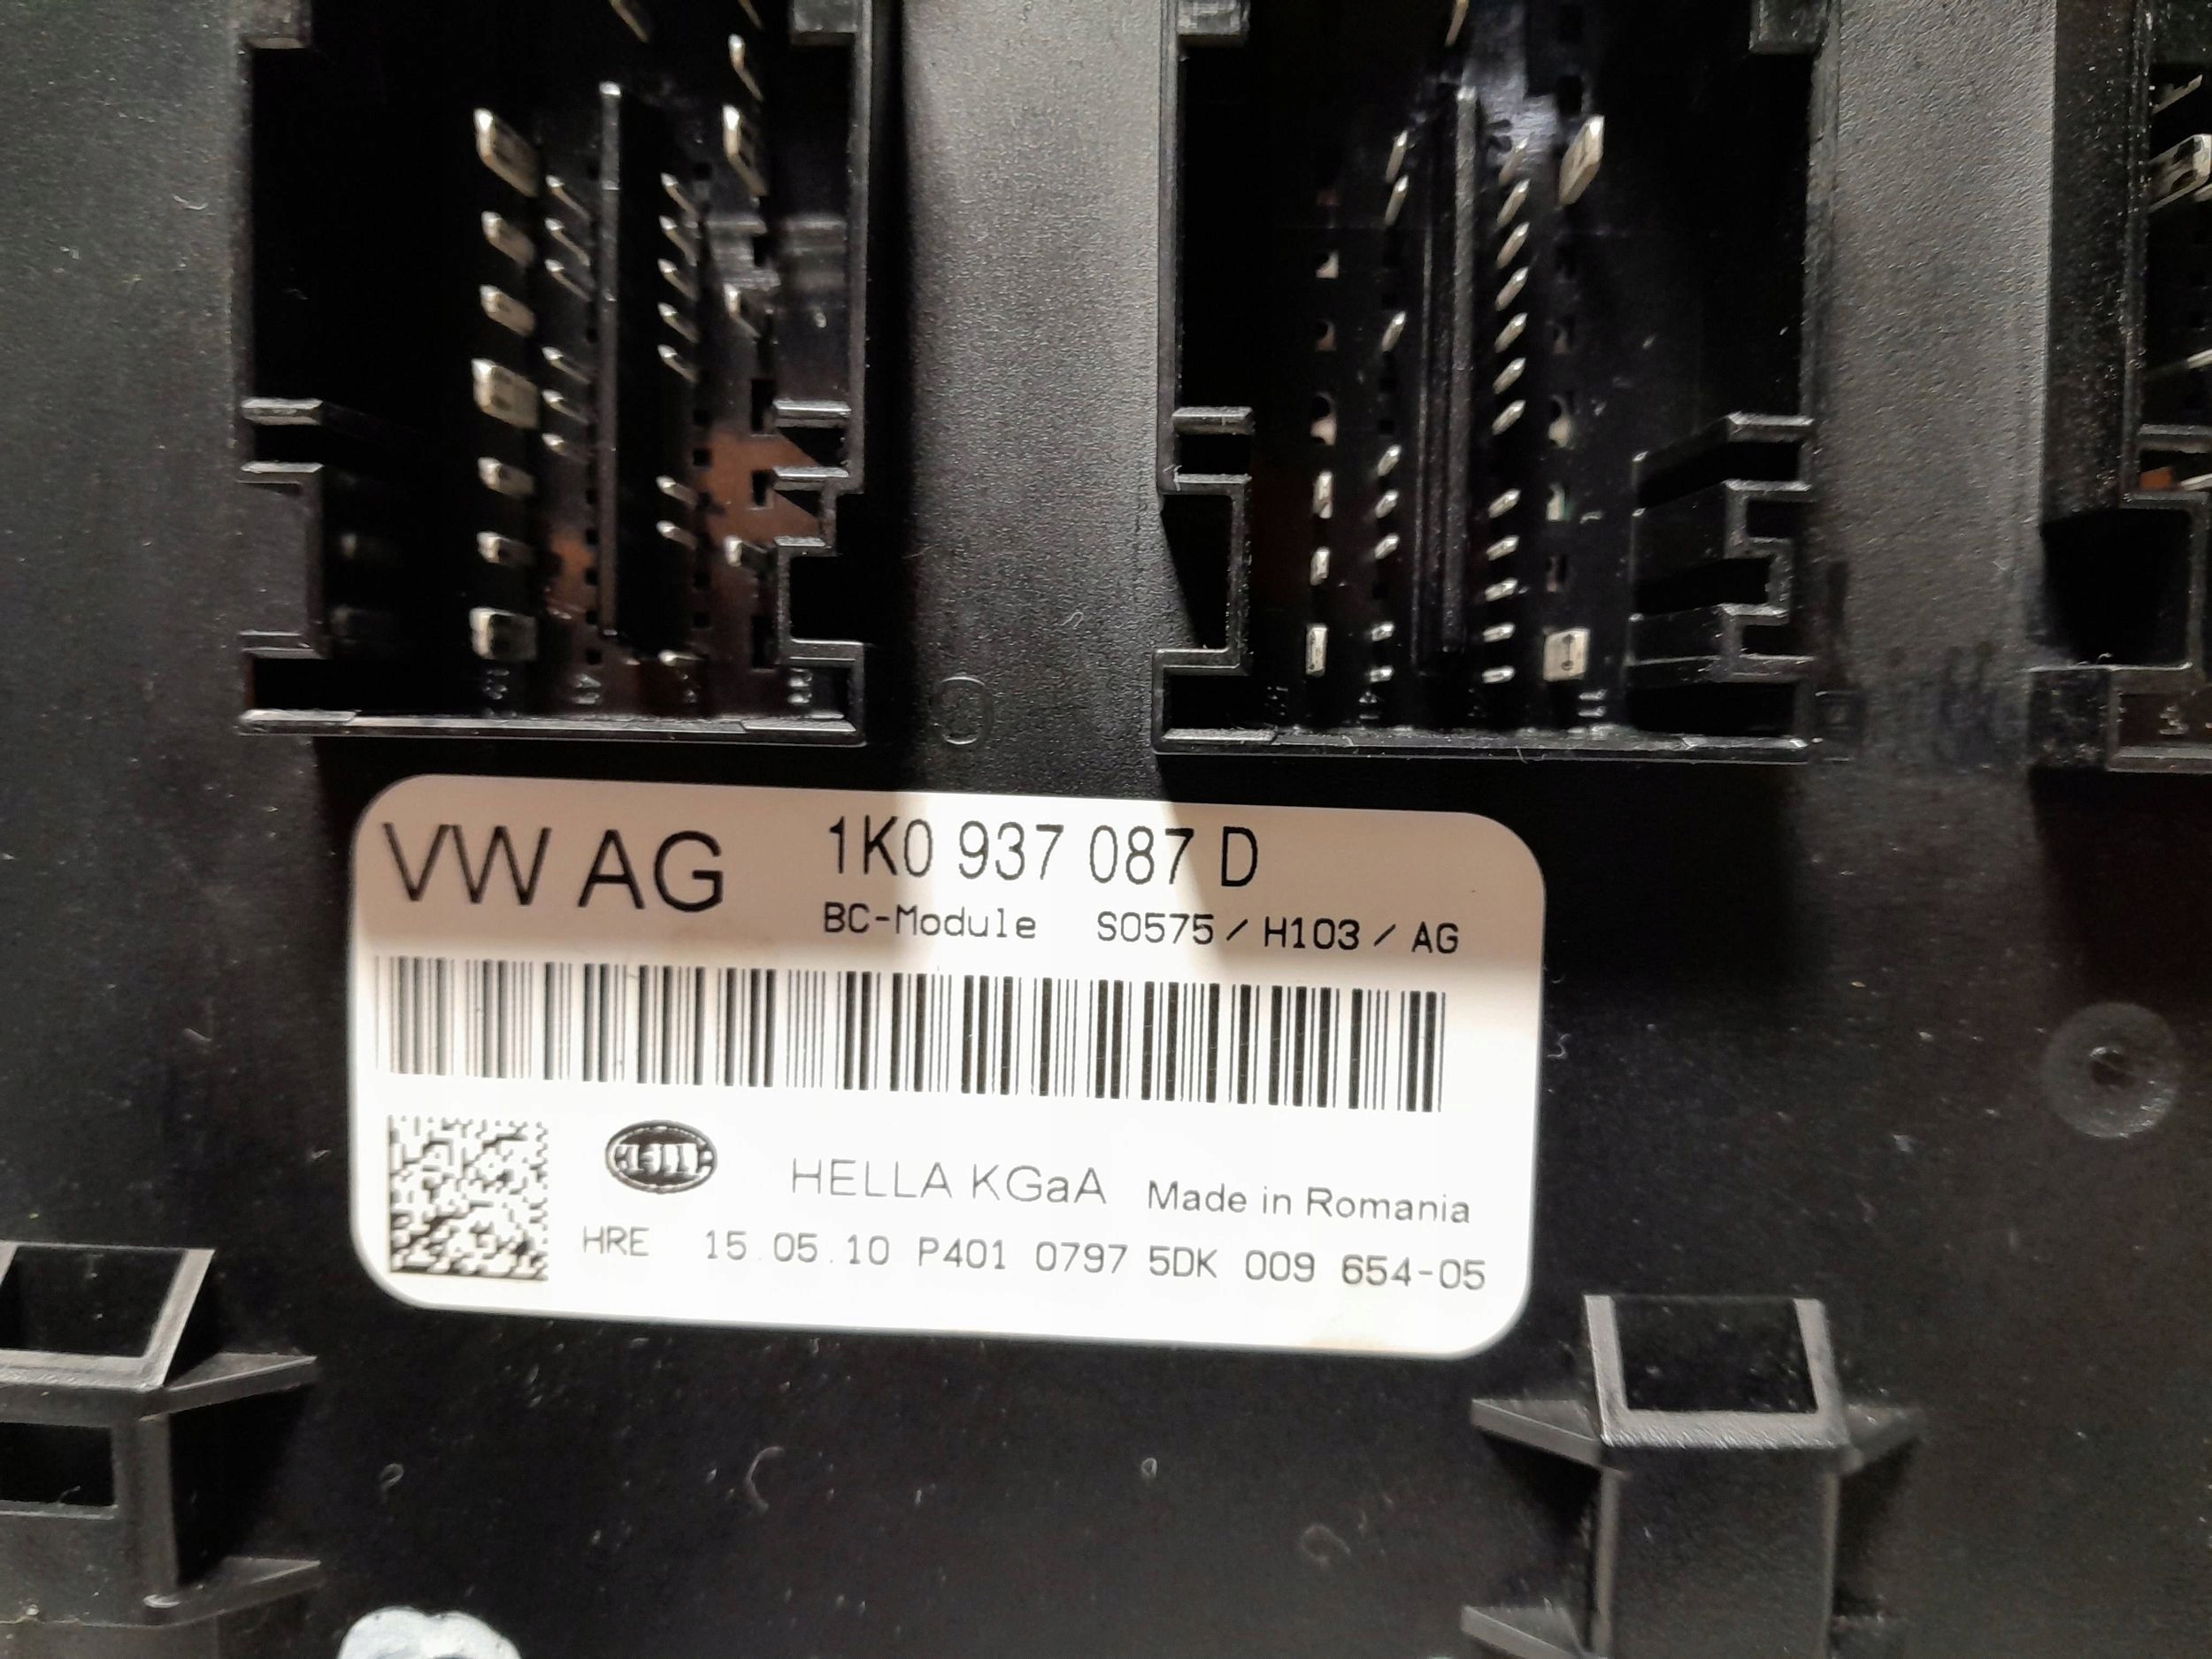 VW AG 1K0 937 087 D
BC-Module S0575 / H103 / AG
HELLA HELLA KGaA Made in Romania
HRE 15.05.10 P401 0797 5DK 009 654-05